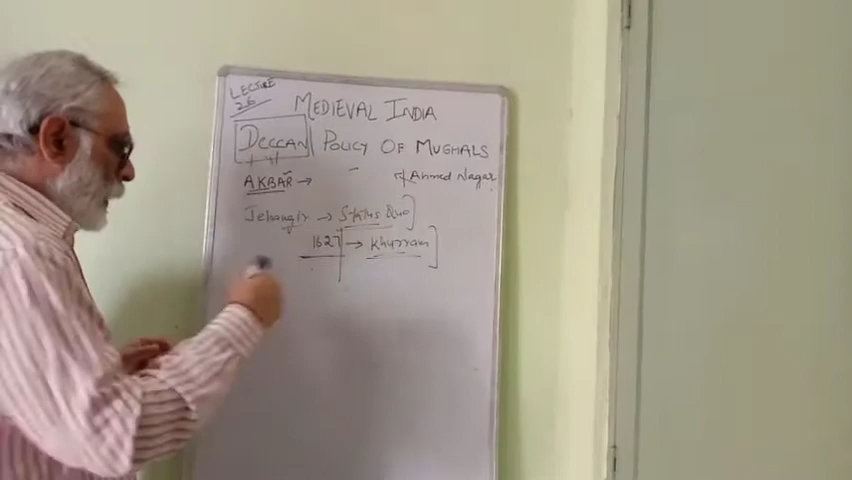 LECTURE
26
MEDIEVAL INDIA
DECCAN POLICY OF MUGHALS
AKBAR → Ahmed Nagar
Jehangir → Status Quo
1627 → Khurram